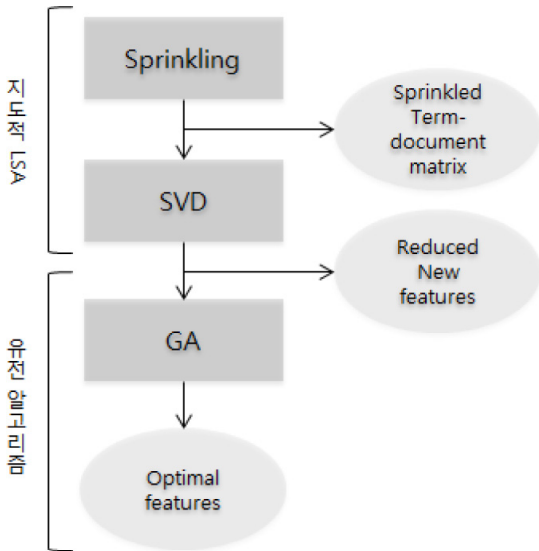 지도적 LSA
Sprinkling
Sprinkled
Term-
document
matrix
SVD
Reduced
New
features
유전 알고리즘
GA
Optimal
features